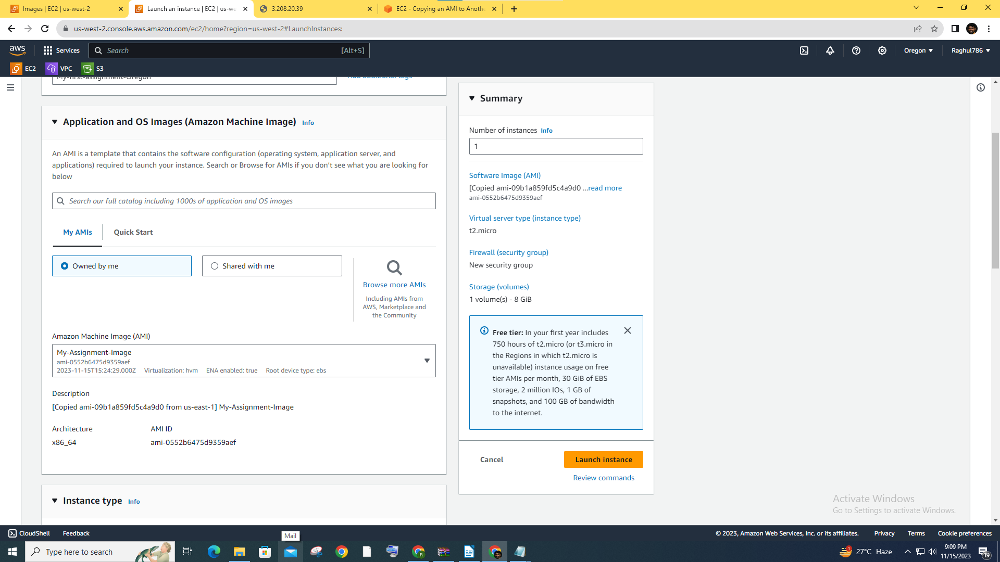 Images | EC2 | us-west-2
Launch an instance | EC2 | us-we
3.208.20.39
EC2 - Copying an AMI to Anothe
us-west-2.console.aws.amazon.com/ec2/home?region=us-west-2#LaunchInstances:
aws
Services
Search
[Alt+S]
Oregon
Raghul786
EC2
VPC
S3
My-first-assignment-Oregon
Add additional tags
Application and OS Images (Amazon Machine Image) Info
An AMI is a template that contains the software configuration (operating system, application server, and
applications) required to launch your instance. Search or Browse for AMIs if you don't see what you are looking for
below
Search our full catalog including 1000s of application and OS images
My AMIs
Quick Start
Owned by me
Shared with me
Browse more AMIs
Including AMIs from
AWS, Marketplace and
the Community
Amazon Machine Image (AMI)
My-Assignment-Image
ami-0552b6475d9359aef
2023-11-15T15:24:29.000Z Virtualization: hvm ENA enabled: true Root device type: ebs
Description
[Copied ami-09b1a859fd5c4a9d0 from us-east-1] My-Assignment-Image
Architecture
AMI ID
x86_64
ami-0552b6475d9359aef
Instance type Info
Summary
Number of instances Info
1
Software Image (AMI)
[Copied ami-09b1a859fd5c4a9d0 ...read more
ami-0552b6475d9359aef
Virtual server type (instance type)
t2.micro
Firewall (security group)
New security group
Storage (volumes)
1 volume(s) - 8 GiB
Free tier: In your first year includes
750 hours of t2.micro (or t3.micro in
the Regions in which t2.micro is
unavailable) instance usage on free
tier AMIs per month, 30 GiB of EBS
storage, 2 million IOs, 1 GB of
snapshots, and 100 GB of bandwidth
to the internet.
Cancel
Launch instance
Review commands
Activate Windows
Go to Settings to activate Windows.
CloudShell
Feedback
Mail
© 2023, Amazon Web Services, Inc. or its affiliates.
Privacy
Terms
Cookie preferences
Type here to search
R
1
27°C Haze
9:09 PM
11/15/2023
19